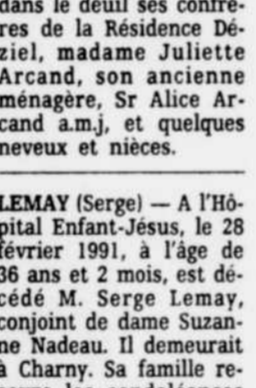 dans le deuil ses confrè-
res de la Résidence Dé-
ziel, madame Juliette
Arcand, son ancienne
ménagère, Sr Alice Ar-
cand a.m.j, et quelques
neveux et nièces.
LEMAY (Serge) — A l'Hô-
pital Enfant-Jésus, le 28
février 1991, à l'âge de
36 ans et 2 mois, est dé-
cédé M. Serge Lemay,
conjoint de dame Suzan-
ne Nadeau. Il demeurait
à Charny. Sa famille re-